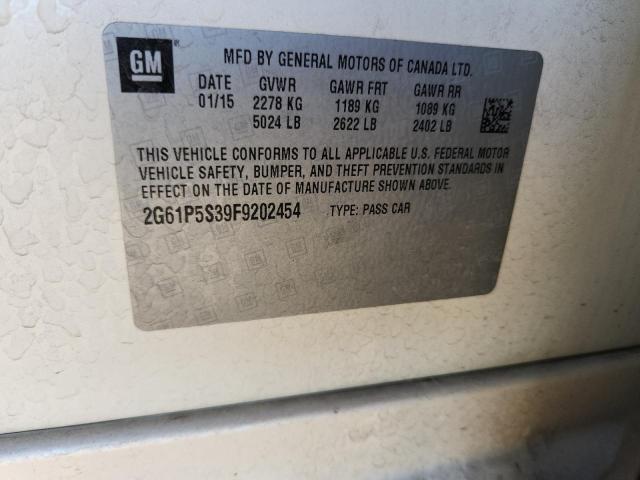 GM
MFD BY GENERAL MOTORS OF CANADA LTD.
DATE GVWR GAWR FRT GAWR RR
01/15 2278 KG 1189 KG 1089 KG
5024 LB 2622 LB 2402 LB
THIS VEHICLE CONFORMS TO ALL APPLICABLE U.S. FEDERAL MOTOR
VEHICLE SAFETY, BUMPER, AND THEFT PREVENTION STANDARDS IN
EFFECT ON THE DATE OF MANUFACTURE SHOWN ABOVE.
2G61P5S39F9202454 TYPE: PASS CAR